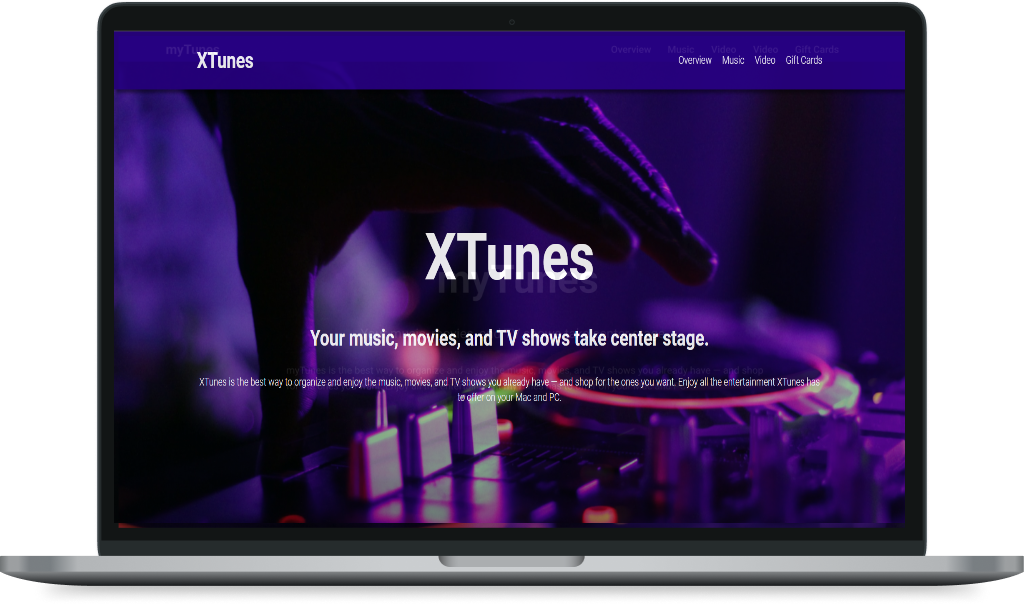 myTunes
XTunes
Overview Music Video Video Gift Cards
Overview Music Video Gift Cards
XTunes
myTunes
Your music, movies, and TV shows take center stage.
myTunes is the best way to organize and enjoy the music, movies, and TV shows you already have — and shop
XTunes is the best way to organize and enjoy the music, movies, and TV shows you already have — and shop for the ones you want. Enjoy all the entertainment XTunes has
to offer on your Mac and PC.